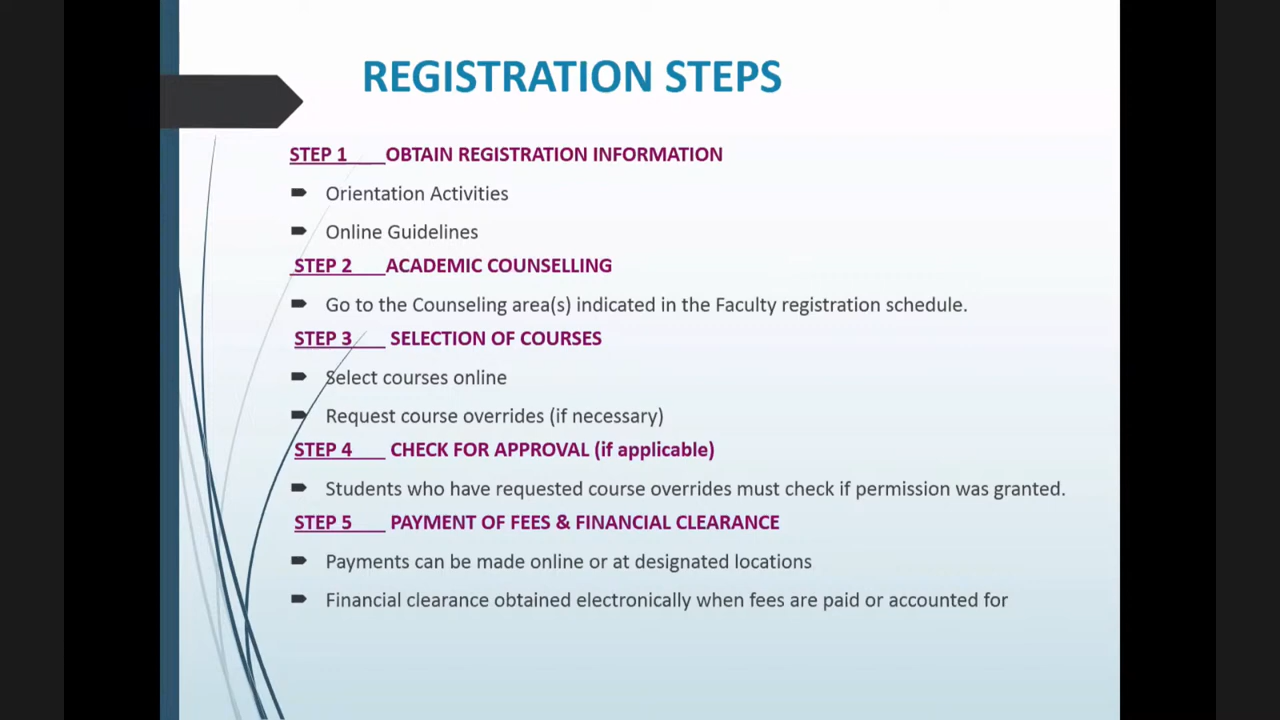 REGISTRATION STEPS
STEP 1 OBTAIN REGISTRATION INFORMATION
Orientation Activities
Online Guidelines
STEP 2 ACADEMIC COUNSELLING
Go to the Counseling area(s) indicated in the Faculty registration schedule.
STEP 3 SELECTION OF COURSES
Select courses online
Request course overrides (if necessary)
STEP 4 CHECK FOR APPROVAL (if applicable)
Students who have requested course overrides must check if permission was granted.
STEP 5 PAYMENT OF FEES & FINANCIAL CLEARANCE
Payments can be made online or at designated locations
Financial clearance obtained electronically when fees are paid or accounted for